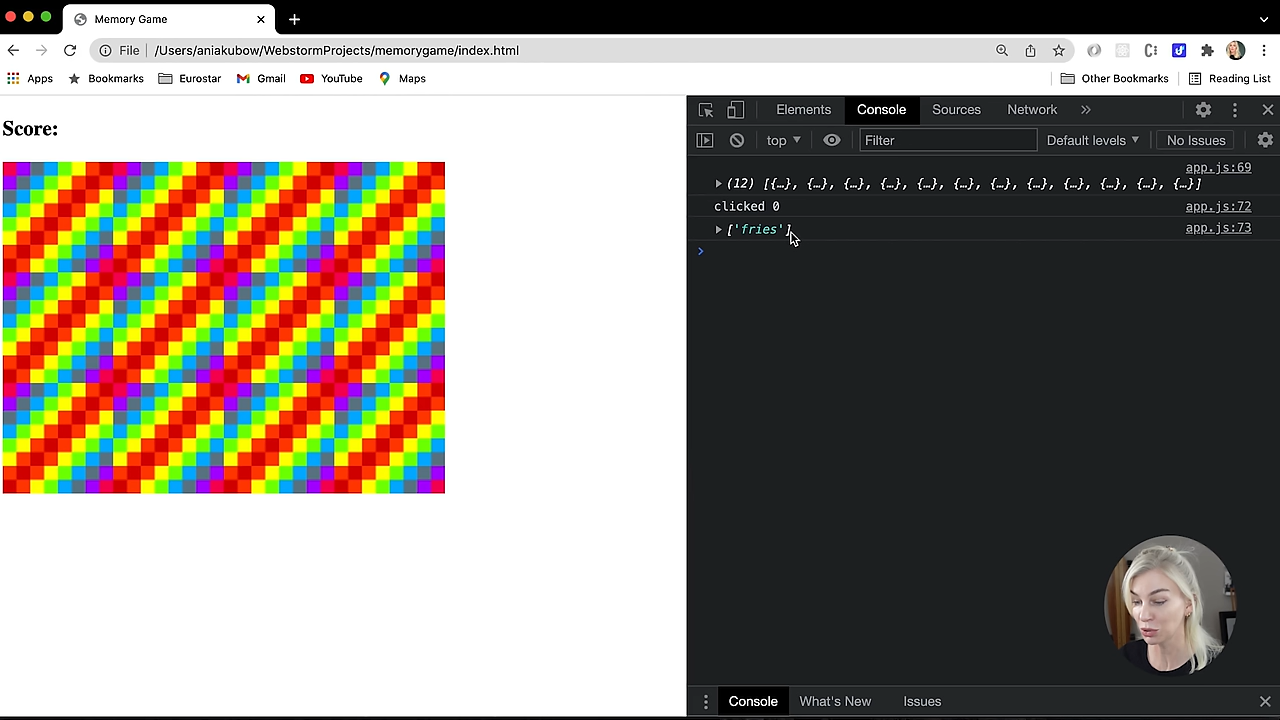 Memory Game
File /Users/aniakubow/WebstormProjects/memorygame/index.html
Apps Bookmarks Eurostar Gmail YouTube Maps Other Bookmarks Reading List
Score:
Elements Console Sources Network
top Filter Default levels No Issues
app.js:69
(12) [{…}, {…}, {…}, {…}, {…}, {…}, {…}, {…}, {…}, {…}, {…}, {…}]
clicked 0 app.js:72
['fries'] app.js:73
Console What's New Issues